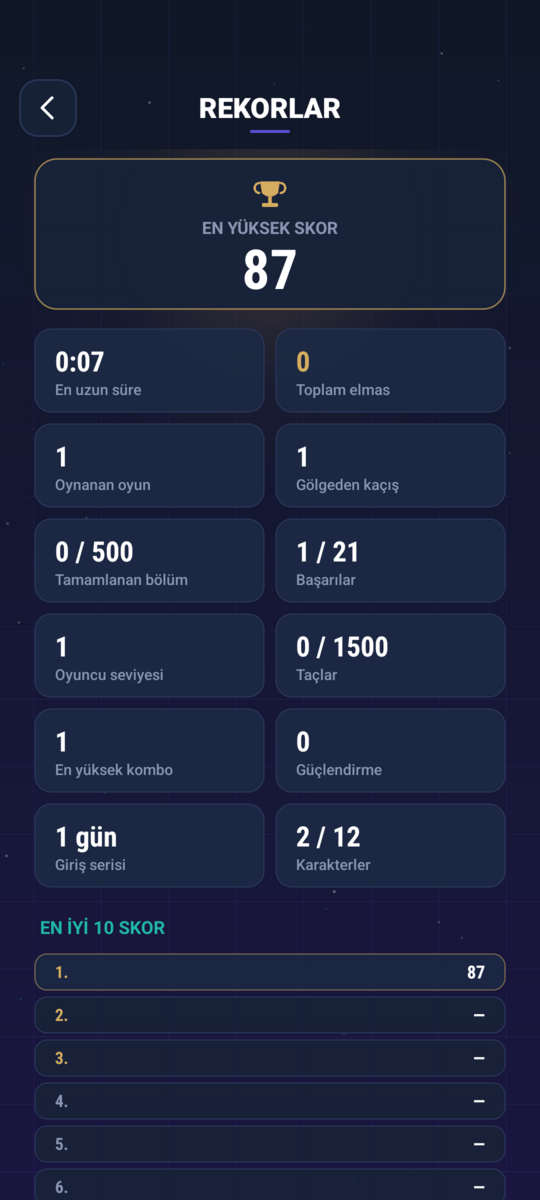 REKORLAR
EN YÜKSEK SKOR
87
0:07
En uzun süre
0
Toplam elmas
1
Oynanan oyun
1
Gölgeden kaçış
0 / 500
Tamamlanan bölüm
1 / 21
Başarılar
1
Oyuncu seviyesi
0 / 1500
Taçlar
1
En yüksek kombo
0
Güçlendirme
1 gün
Giriş serisi
2 / 12
Karakterler
EN İYİ 10 SKOR
1. 87
2. –
3. –
4. –
5. –
6. –